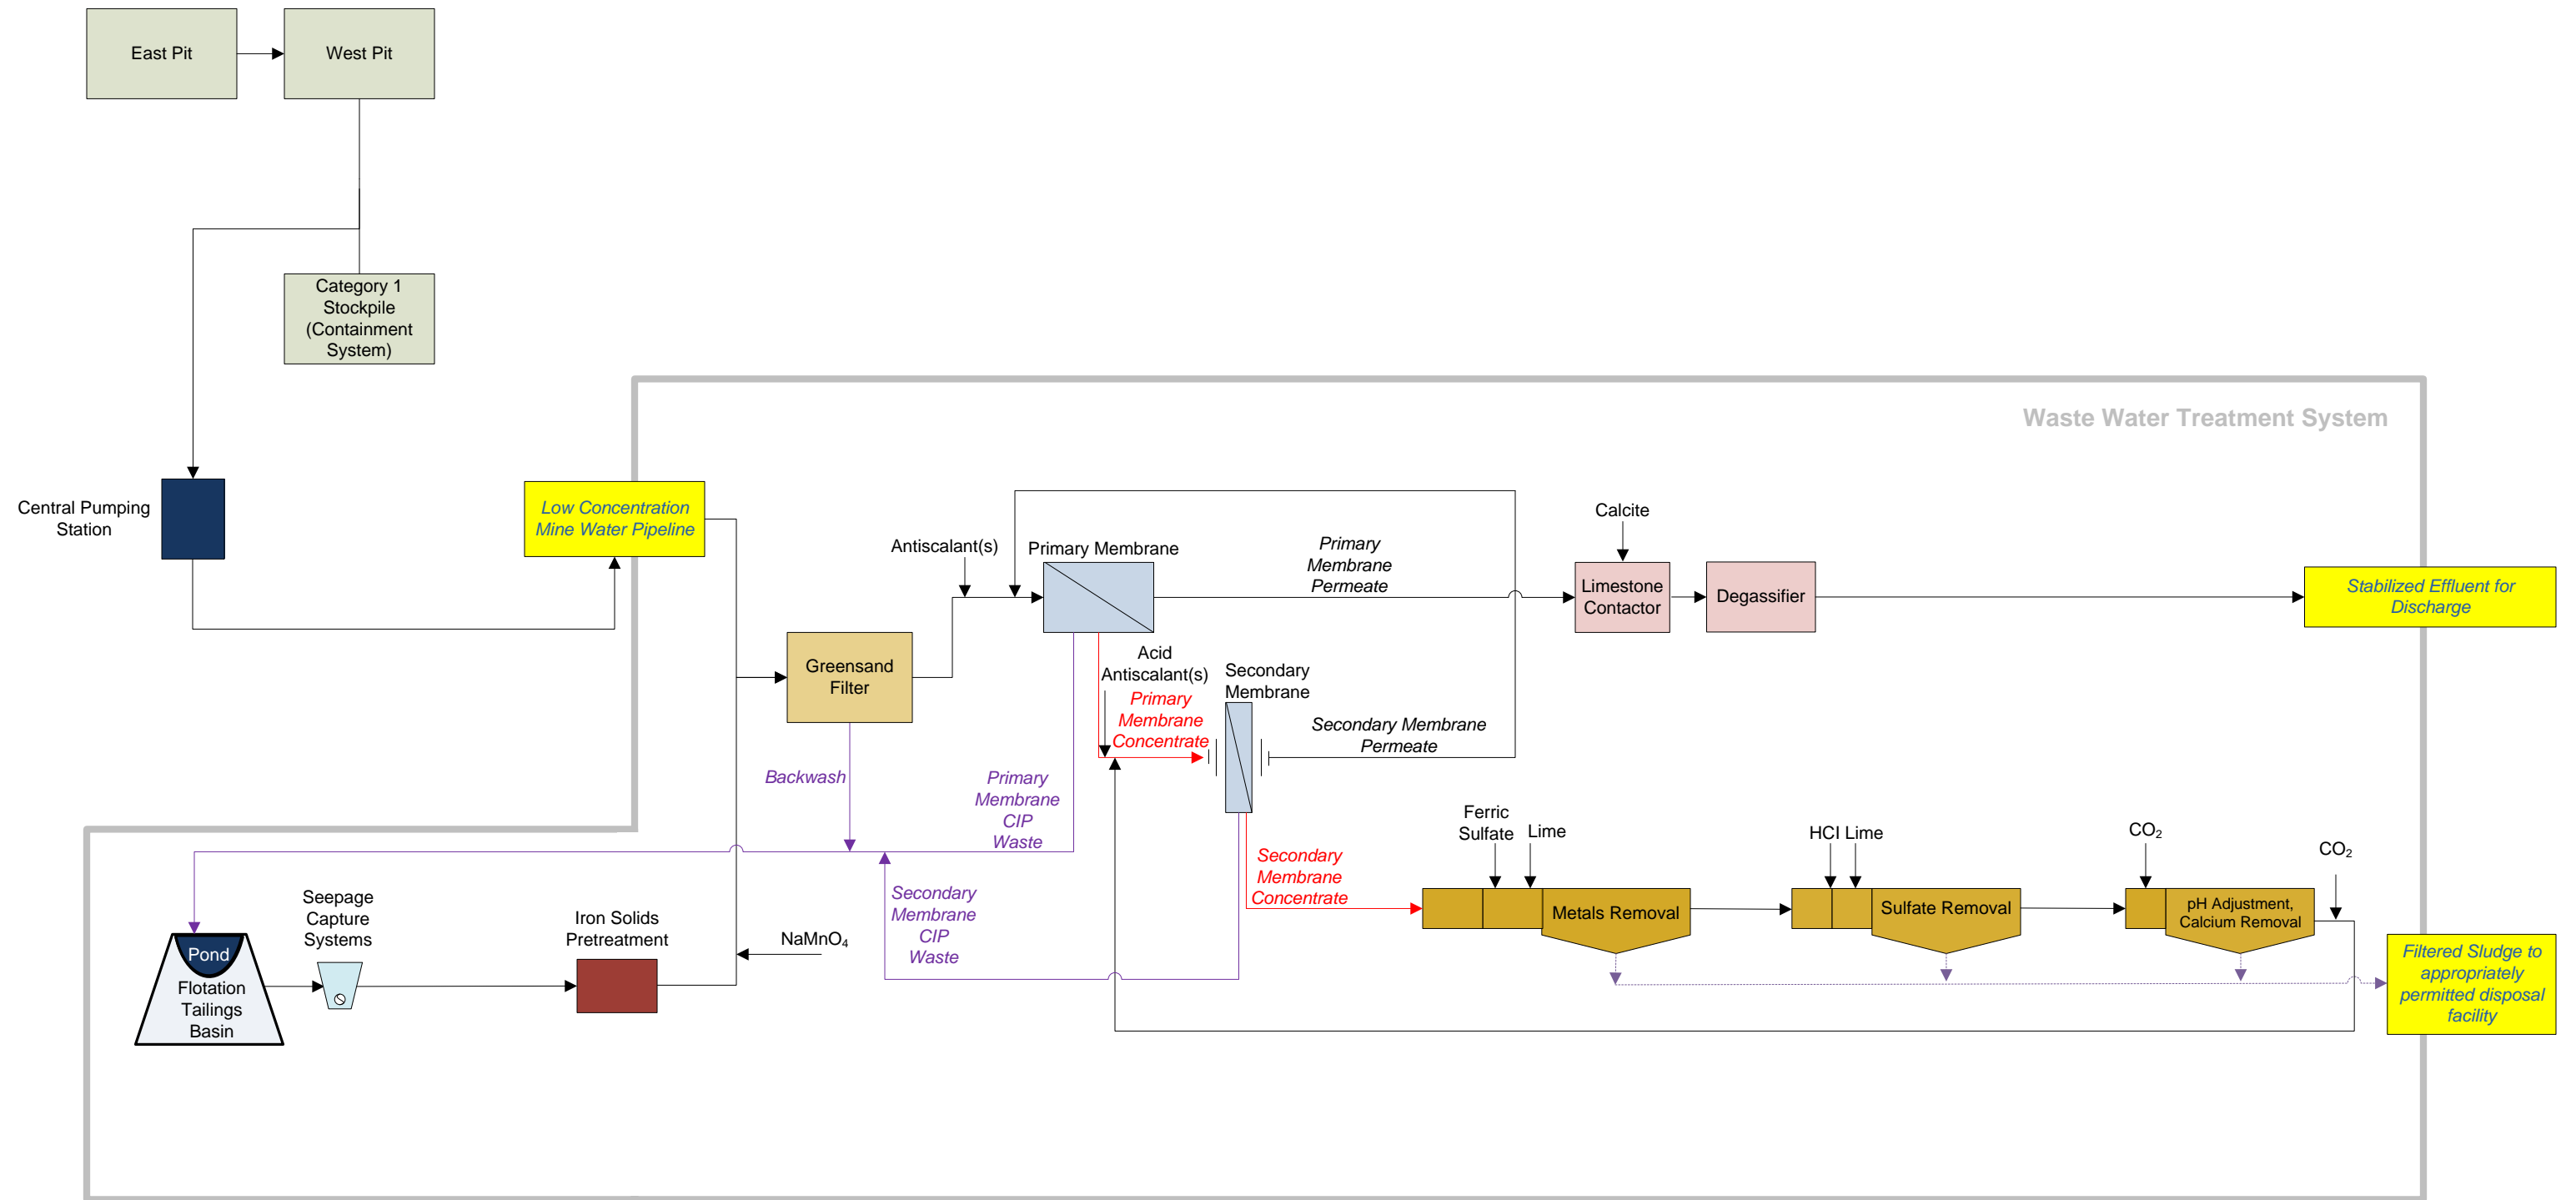 East Pit
West Pit
Category 1
Stockpile
(Containment
System)
Waste Water Treatment System
Central Pumping
Station
Low Concentration
Mine Water Pipeline
Antiscalant(s)
Primary Membrane
Primary
Membrane
Permeate
Calcite
Limestone
Contactor
Degassifier
Stabilized Effluent for
Discharge
Greensand
Filter
Acid
Antiscalant(s)
Primary
Membrane
Concentrate
Secondary
Membrane
Secondary Membrane
Permeate
Backwash
Primary
Membrane
CIP
Waste
Secondary
Membrane
CIP
Waste
Secondary
Membrane
Concentrate
Ferric
Sulfate
Lime
Metals Removal
HCl Lime
Sulfate Removal
CO₂
pH Adjustment,
Calcium Removal
CO₂
Filtered Sludge to
appropriately
permitted disposal
facility
Pond
Flotation
Tailings
Basin
Seepage
Capture
Systems
Iron Solids
Pretreatment
NaMnO₄